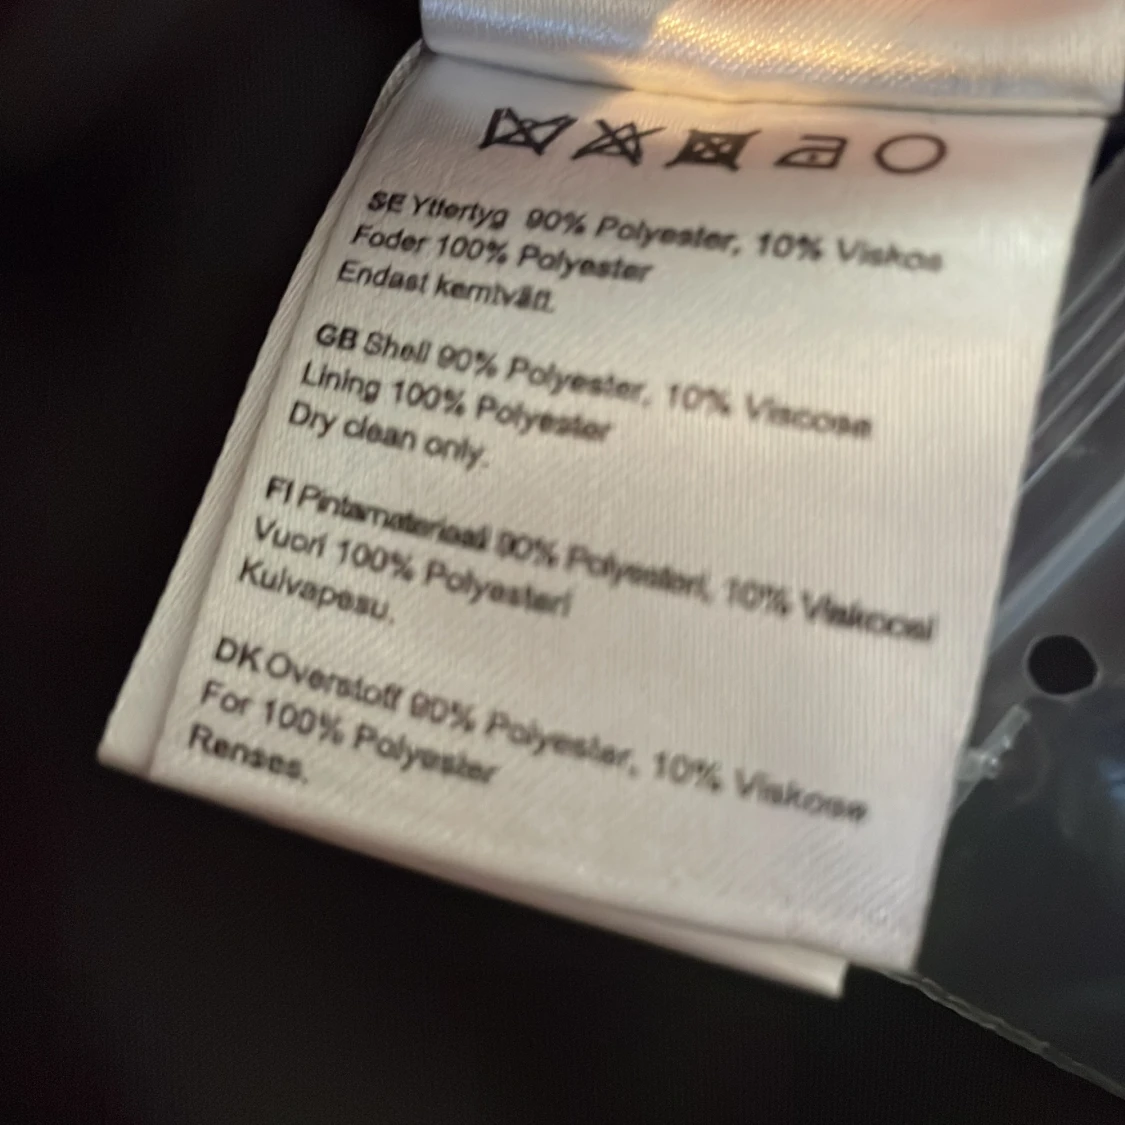 SE Yttertyg 90% Polyester, 10% Viskos
Foder 100% Polyester
Endast kemtvätt.
GB Shell 90% Polyester, 10% Viscose
Lining 100% Polyester
Dry clean only.
FI Pintamateriaali 90% Polyesteri, 10% Viskoosi
Vuori 100% Polyesteri
Kuivapesu.
DK Overstoff 90% Polyester, 10% Viskose
For 100% Polyester
Renses.